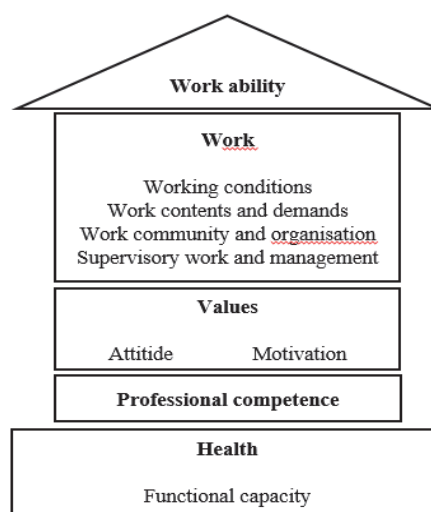 Work ability
Work
Working conditions
Work contents and demands
Work community and organisation
Supervisory work and management
Values
Attitide Motivation
Professional competence
Health
Functional capacity